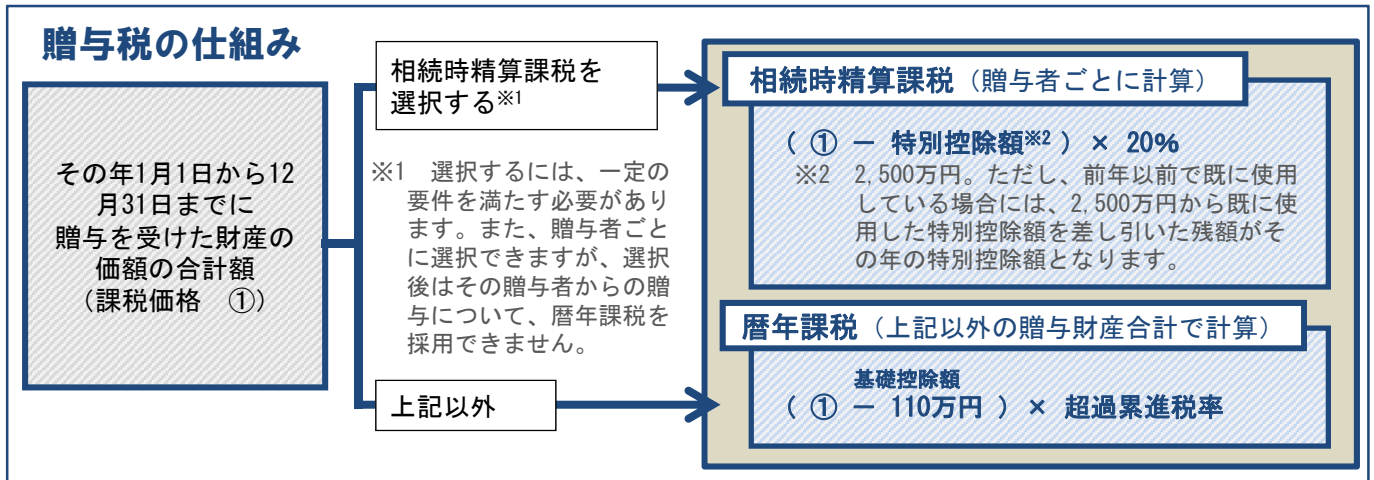 贈与税の仕組み
その年1月1日から12
月31日までに
贈与を受けた財産の
価額の合計額
（課税価格　①）
相続時精算課税を
選択する※1
※1　選択するには、一定の
要件を満たす必要があり
ます。また、贈与者ごと
に選択できますが、選択
後はその贈与者からの贈
与について、暦年課税を
採用できません。
上記以外
相続時精算課税（贈与者ごとに計算）
（ ① － 特別控除額※2 ）× 20%
※2　2,500万円。ただし、前年以前で既に使用
している場合には、2,500万円から既に使
用した特別控除額を差し引いた残額がそ
の年の特別控除額となります。
暦年課税（上記以外の贈与財産合計で計算）
基礎控除額
（ ① － 110万円 ）× 超過累進税率